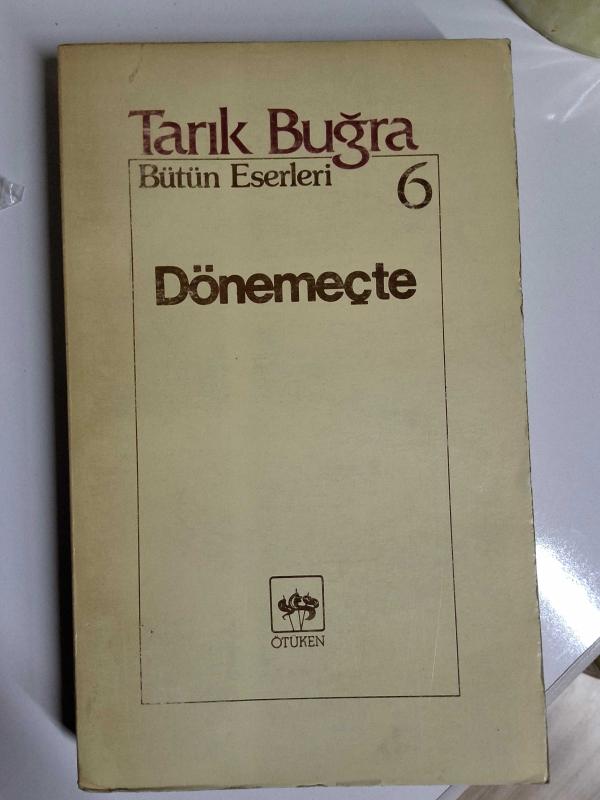 Tarık Buğra
Bütün Eserleri 6
Dönemeçte
ÖTÜKEN